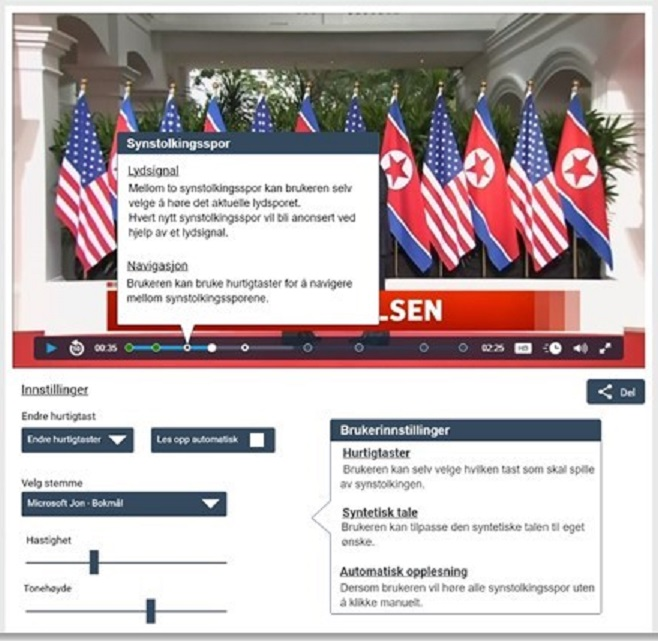 Synstolkingsspor
Lydsignal
Mellom to synstolkingsspor kan brukeren selv
velge å høre det aktuelle lydsporet.
Hvert nytt synstolkingsspor vil bli anonsert ved
hjelp av et lydsignal.
Navigasjon
Brukeren kan bruke hurtigtaster for å navigere
mellom synstolkingssporene.
LSEN
00:35
02:25
HD
Innstillinger
Del
Endre hurtigtast
Endre hurtigtaster
Les opp automatisk
Velg stemme
Microsoft Jon - Bokmål
Hastighet
Tonehøyde
Brukerinnstillinger
Hurtigtaster
Brukeren kan selv velge hvilken tast som skal spille
av synstolkingen.
Syntetisk tale
Brukeren kan tilpasse den syntetiske talen til eget
ønske.
Automatisk opplesning
Dersom brukeren vil høre alle synstolkingsspor uten
å klikke manuelt.